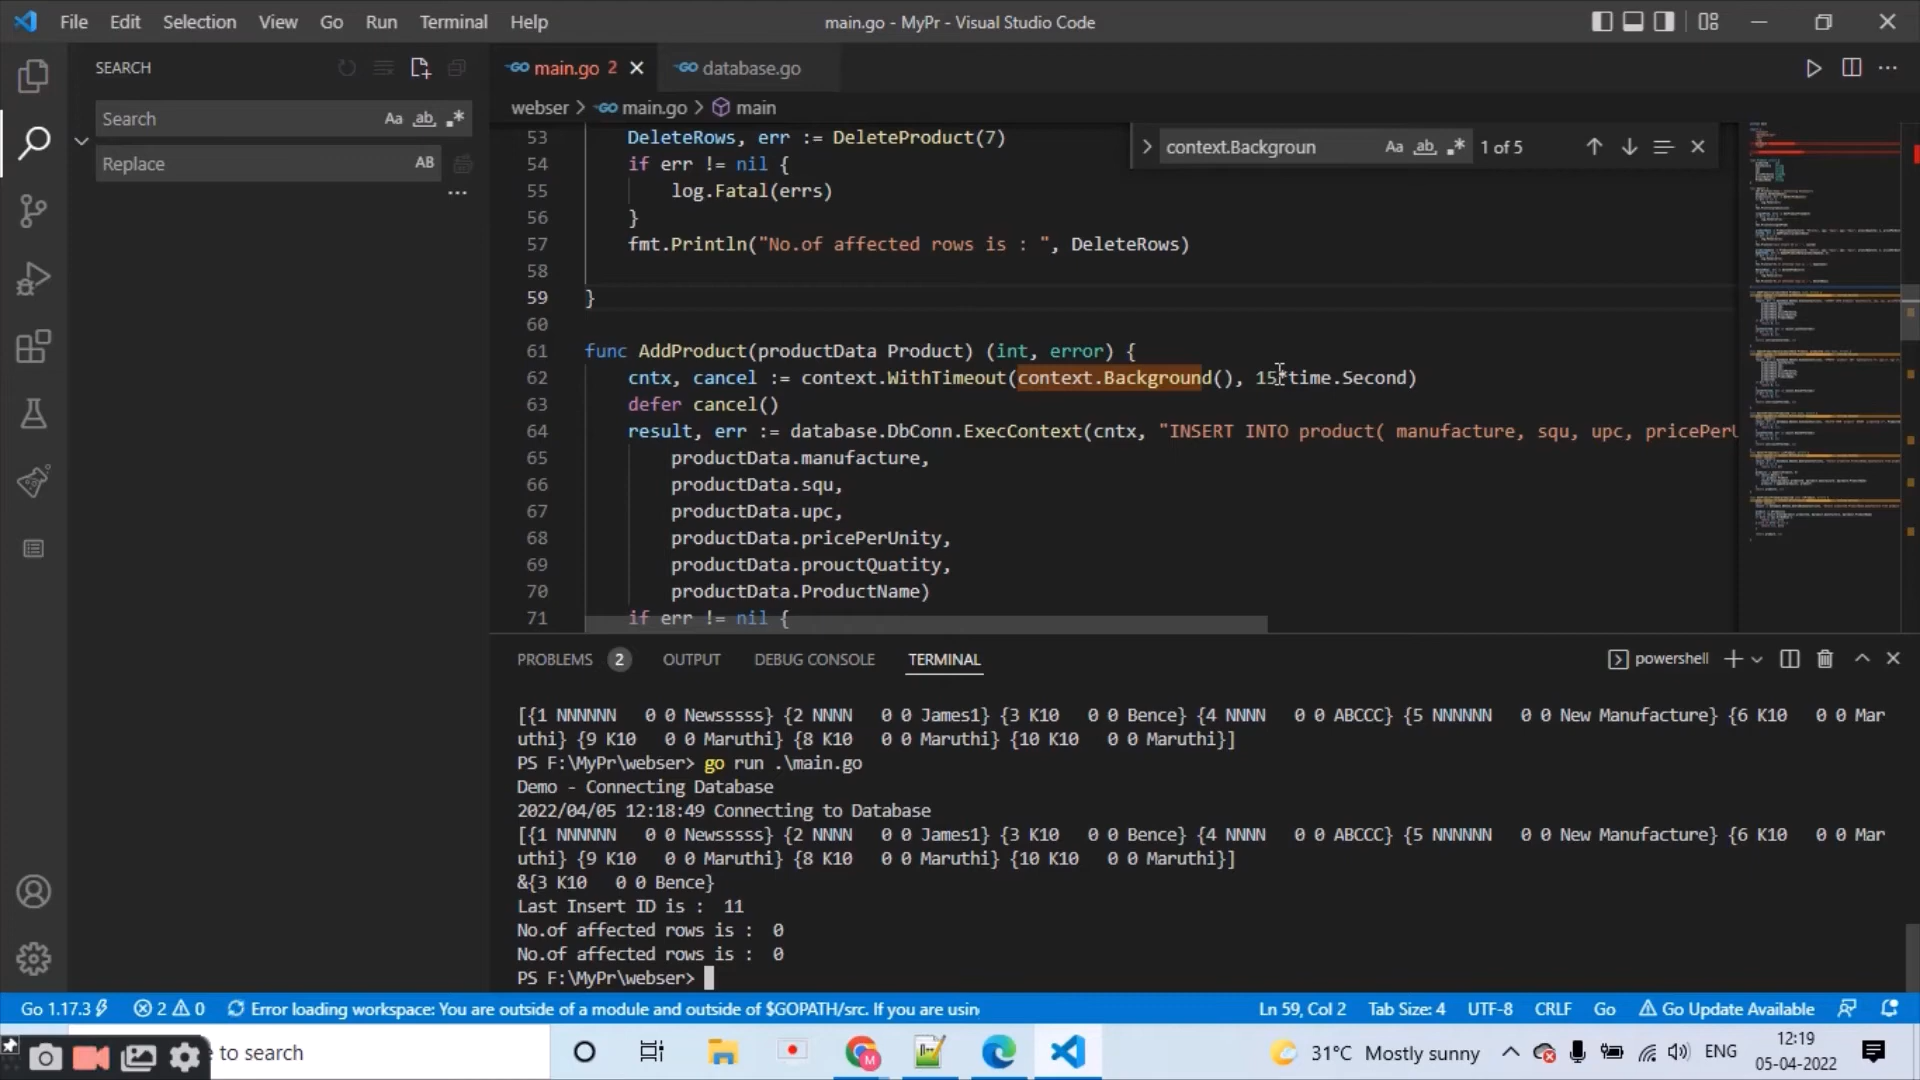 File Edit Selection View Go Run Terminal Help main.go - MyPr - Visual Studio Code
SEARCH
Search Aa ab
Replace AB
main.go 2 database.go
webser > main.go > main
context.Backgroun Aa ab 1 of 5
53 DeleteRows, err := DeleteProduct(7)
54 if err != nil {
55 log.Fatal(errs)
56 }
57 fmt.Println("No.of affected rows is : ", DeleteRows)
58
59 }
60
61 func AddProduct(productData Product) (int, error) {
62 cntx, cancel := context.WithTimeout(context.Background(), 15*time.Second)
63 defer cancel()
64 result, err := database.DbConn.ExecContext(cntx, "INSERT INTO product( manufacture, squ, upc, pricePerU
65 productData.manufacture,
66 productData.squ,
67 productData.upc,
68 productData.pricePerUnity,
69 productData.prouctQuatity,
70 productData.ProductName)
71 if err != nil {
PROBLEMS 2 OUTPUT DEBUG CONSOLE TERMINAL powershell
[{1 NNNNNN 0 0 Newsssss} {2 NNNN 0 0 James1} {3 K10 0 0 Bence} {4 NNNN 0 0 ABCCC} {5 NNNNNN 0 0 New Manufacture} {6 K10 0 0 Mar
uthi} {9 K10 0 0 Maruthi} {8 K10 0 0 Maruthi} {10 K10 0 0 Maruthi}]
PS F:\MyPr\webser> go run .\main.go
Demo - Connecting Database
2022/04/05 12:18:49 Connecting to Database
[{1 NNNNNN 0 0 Newsssss} {2 NNNN 0 0 James1} {3 K10 0 0 Bence} {4 NNNN 0 0 ABCCC} {5 NNNNNN 0 0 New Manufacture} {6 K10 0 0 Mar
uthi} {9 K10 0 0 Maruthi} {8 K10 0 0 Maruthi} {10 K10 0 0 Maruthi}]
&{3 K10 0 0 Bence}
Last Insert ID is : 11
No.of affected rows is : 0
No.of affected rows is : 0
PS F:\MyPr\webser>
Go 1.17.3 2 0 Error loading workspace: You are outside of a module and outside of $GOPATH/src. If you are usin Ln 59, Col 2 Tab Size: 4 UTF-8 CRLF Go Go Update Available
to search 31°C Mostly sunny ENG 12:19
05-04-2022